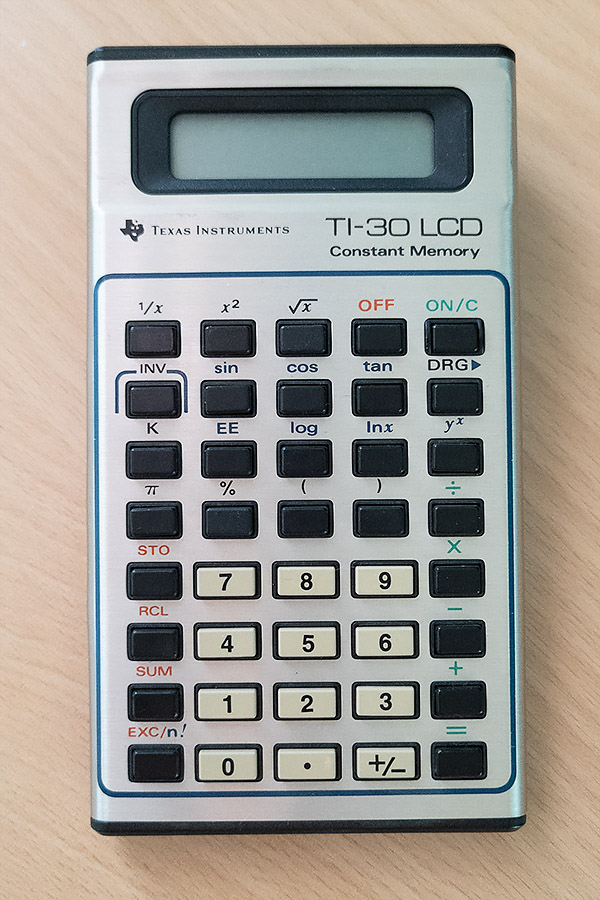 TEXAS INSTRUMENTS TI-30 LCD
Constant Memory
1/x x² √x OFF ON/C
INV sin cos tan DRG▶
K EE log lnx yˣ
π % ( ) ÷
STO X
7 8 9
RCL −
4 5 6
SUM +
1 2 3
EXC/n! =
0 . +/−